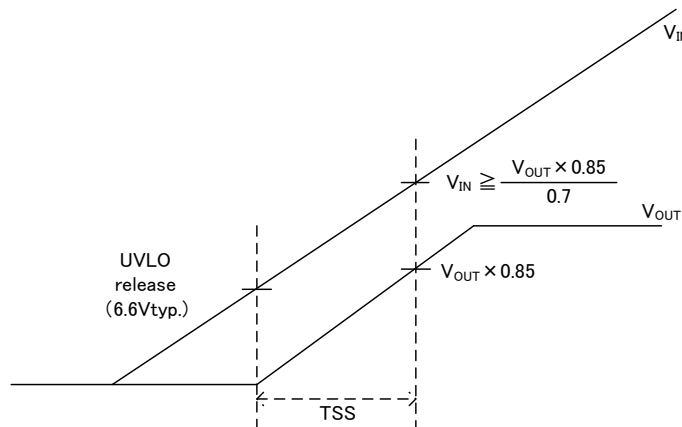 V_IN
V_IN ≧ V_OUT × 0.85
0.7
V_OUT
UVLO
release
(6.6Vtyp.)
V_OUT × 0.85
TSS